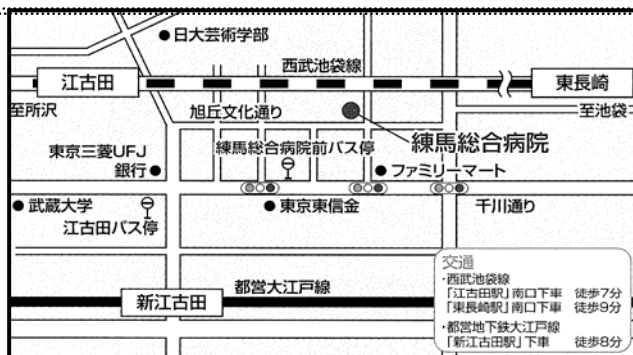 日大芸術学部
西武池袋線
江古田
東長崎
至所沢
旭丘文化通り
至池袋
練馬総合病院
東京三菱UFJ
銀行
練馬総合病院前バス停
ファミリーマート
武蔵大学
江古田バス停
東京東信金
千川通り
都営大江戸線
新江古田
交通
・西武池袋線
「江古田駅」南口下車 徒歩7分
「東長崎駅」南口下車 徒歩9分
・都営地下鉄大江戸線
「新江古田駅」下車 徒歩8分